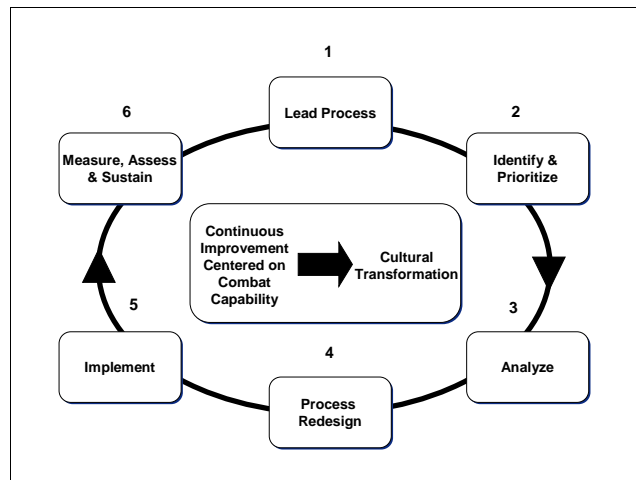 1
Lead Process
2
Identify &
Prioritize
3
Analyze
4
Process
Redesign
5
Implement
6
Measure, Assess
& Sustain
Continuous
Improvement
Centered on
Combat
Capability
Cultural
Transformation